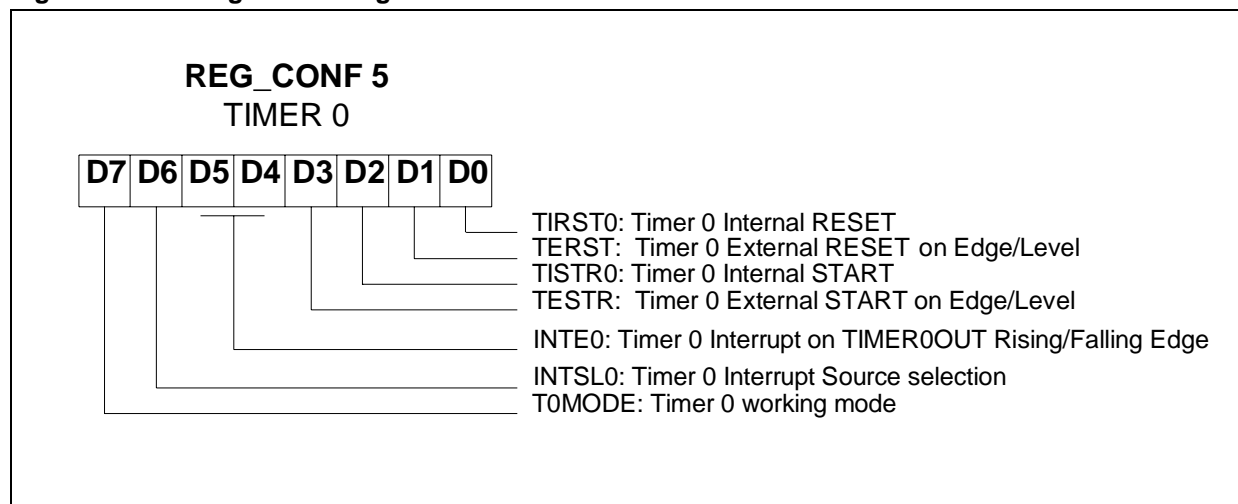 REG_CONF 5
TIMER 0
D7 D6 D5 D4 D3 D2 D1 D0
TIRST0: Timer 0 Internal RESET
TERST: Timer 0 External RESET on Edge/Level
TISTR0: Timer 0 Internal START
TESTR: Timer 0 External START on Edge/Level
INTE0: Timer 0 Interrupt on TIMER0OUT Rising/Falling Edge
INTSL0: Timer 0 Interrupt Source selection
T0MODE: Timer 0 working mode